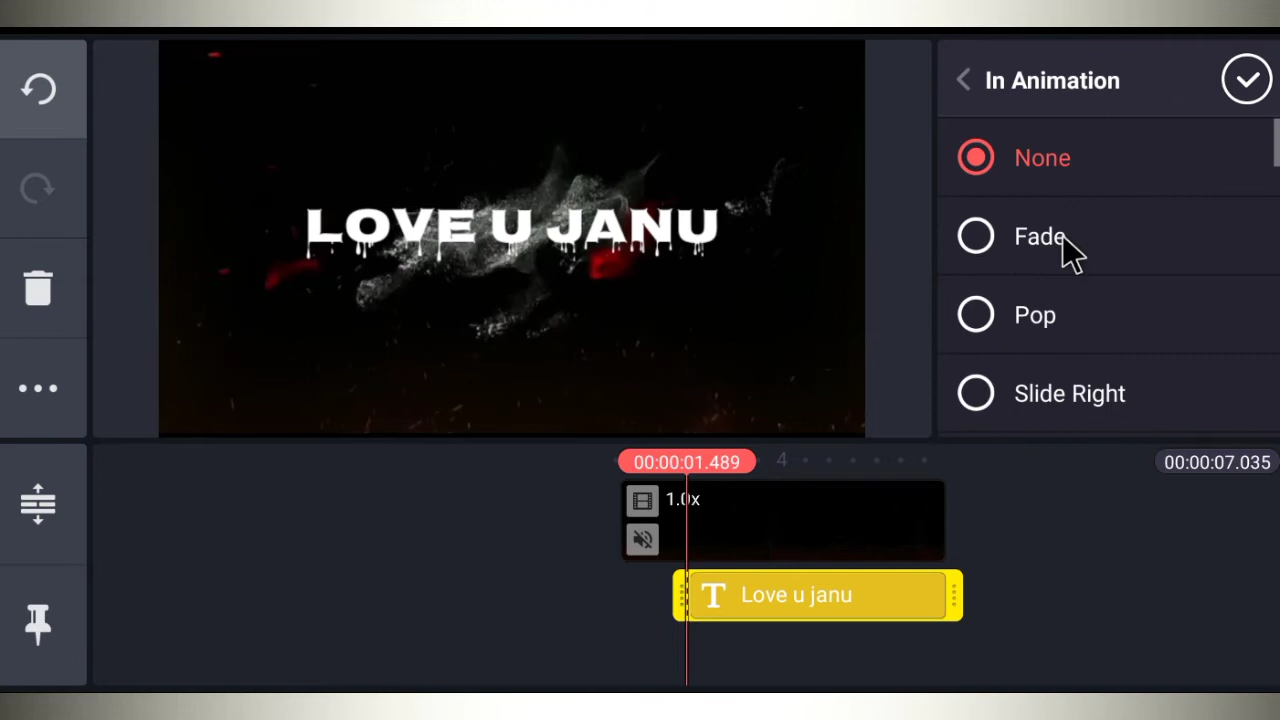 In Animation
None
LOVE U JANU
Fade
Pop
Slide Right
00:00:01.489
4
00:00:07.035
1.0x
T Love u janu